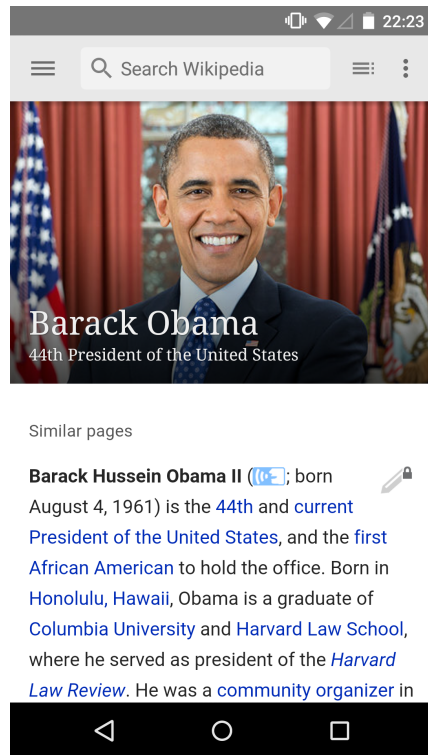 22:23
Search Wikipedia
Barack Obama
44th President of the United States
Similar pages
Barack Hussein Obama II (; born
August 4, 1961) is the 44th and current
President of the United States, and the first
African American to hold the office. Born in
Honolulu, Hawaii, Obama is a graduate of
Columbia University and Harvard Law School,
where he served as president of the Harvard
Law Review. He was a community organizer in